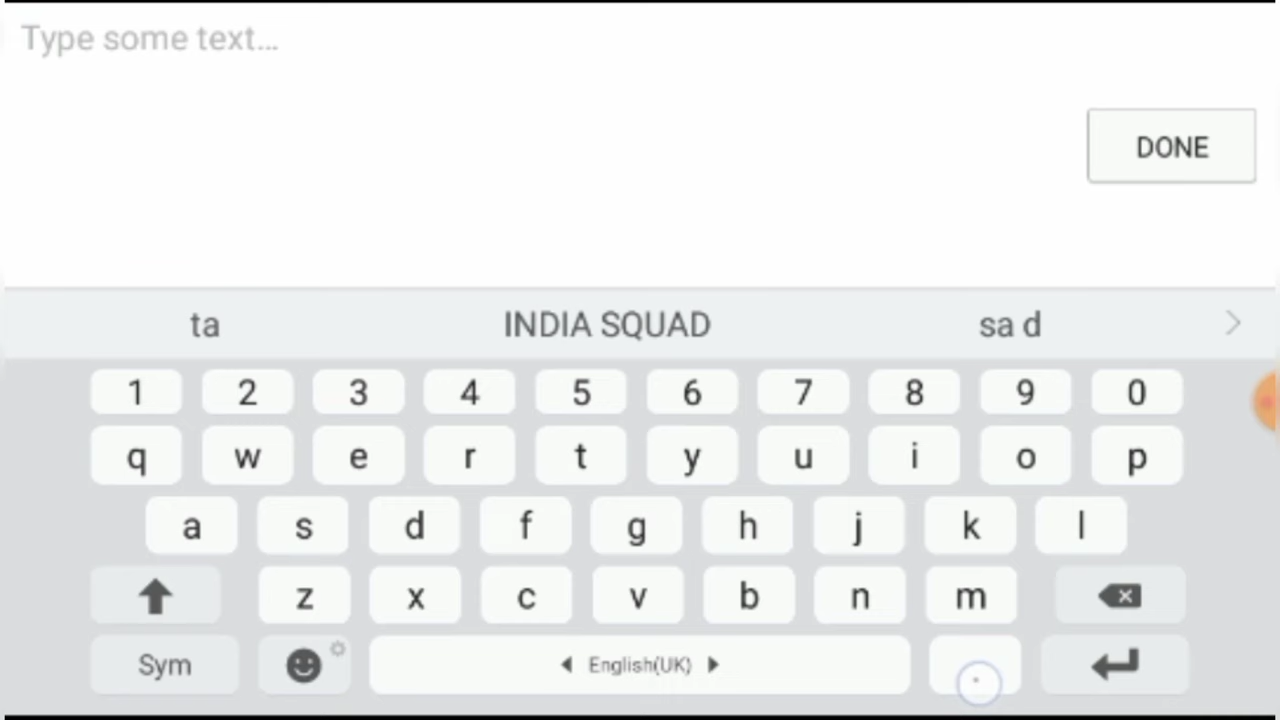 Type some text...
DONE
ta INDIA SQUAD sa d
1 2 3 4 5 6 7 8 9 0
q w e r t y u i o p
a s d f g h j k l
z x c v b n m
Sym English(UK) .